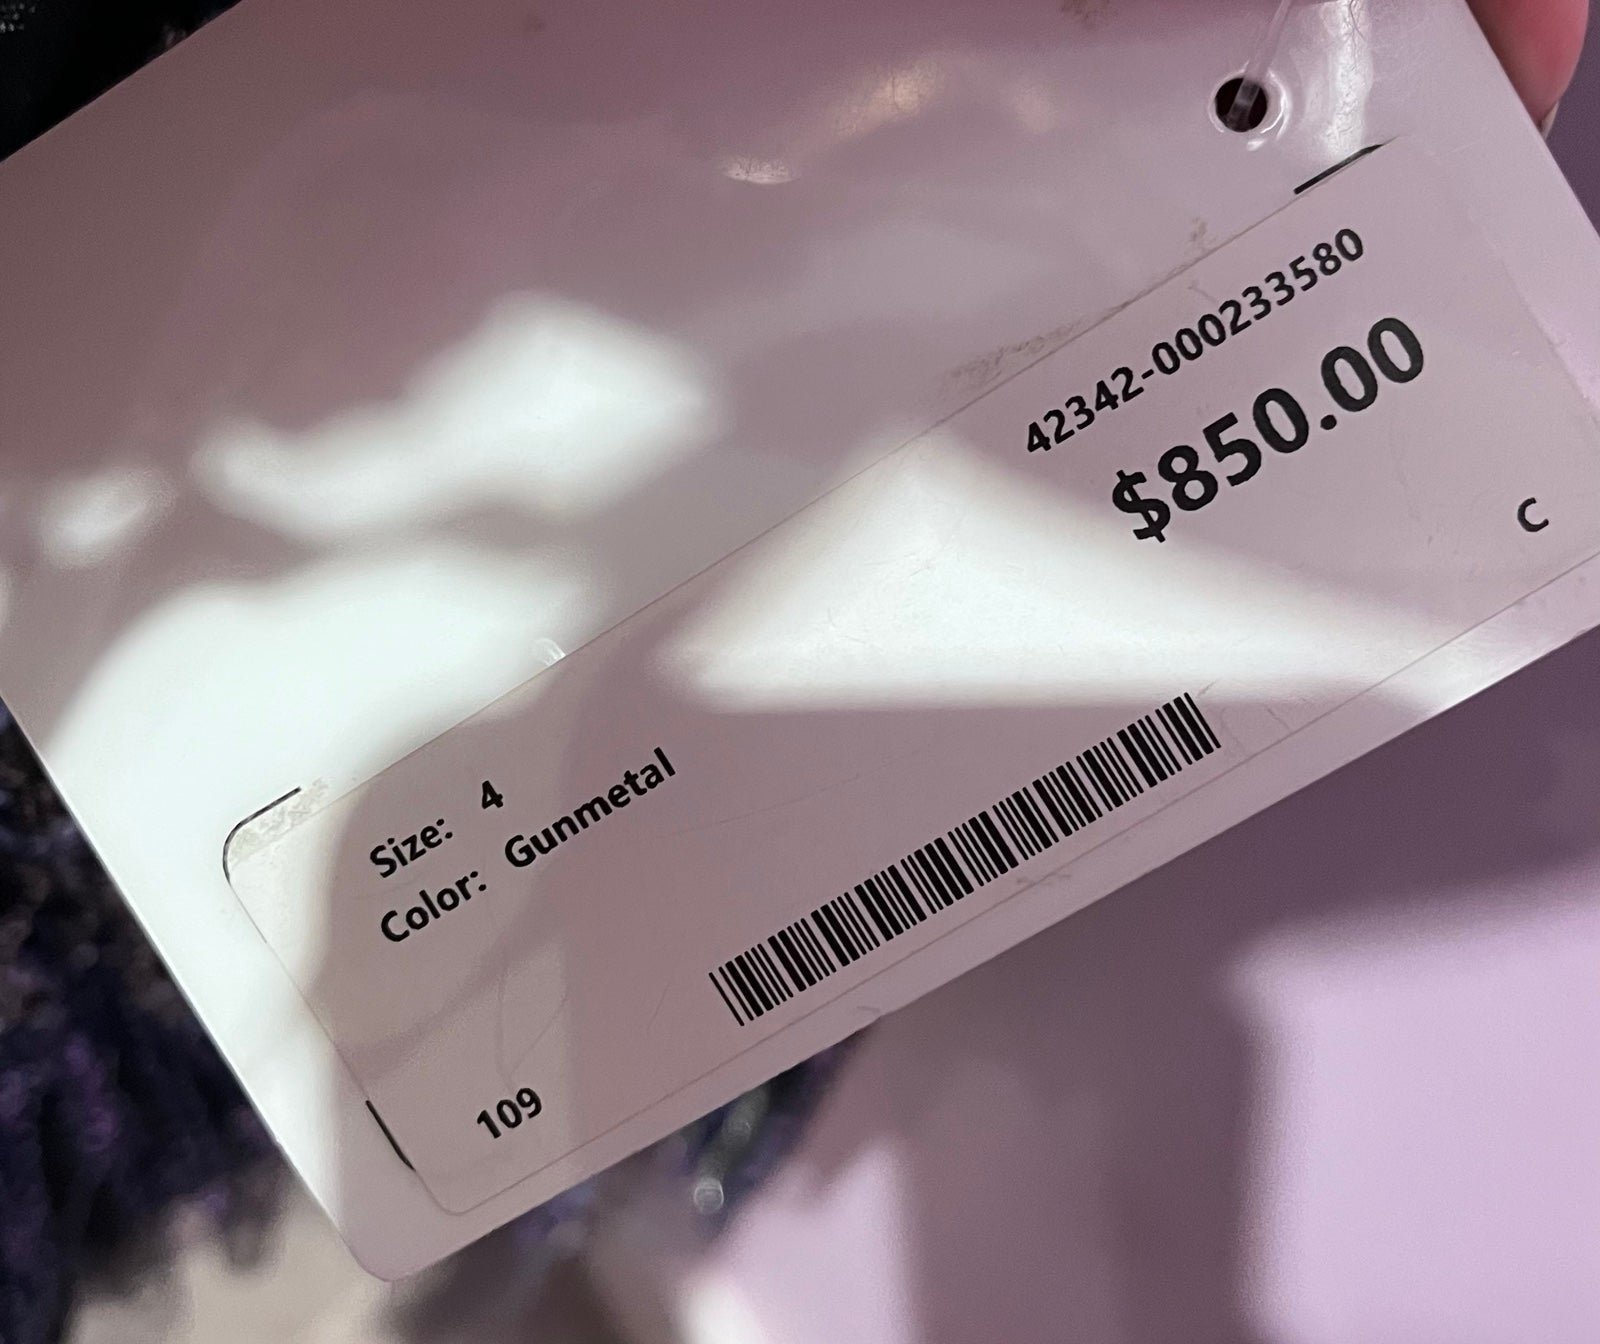 42342-000233580
$850.00
C
Size: 4
Color: Gunmetal
109